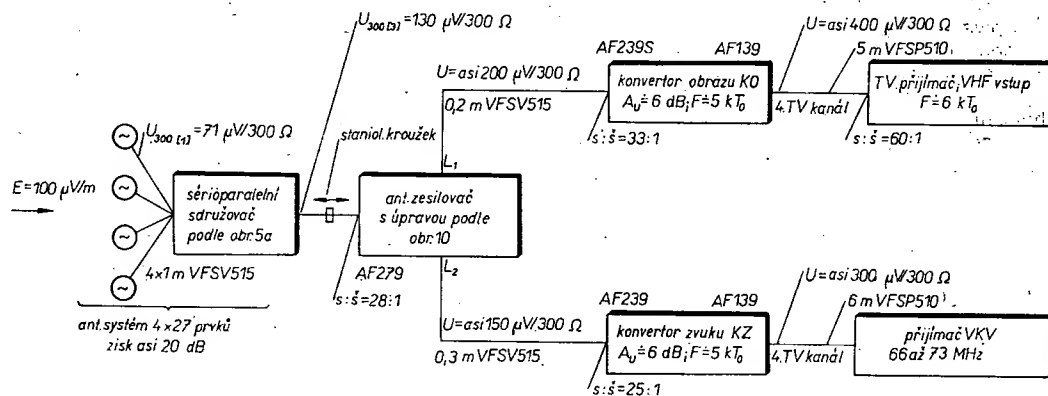 U300[3] = 130 μV/300 Ω
U300[1] = 71 μV/300 Ω
E = 100 μV/m
sérioparalelní
sdružovač
podle obr. 5a
4×1 m VFSV515
ant. systém 4×27 prvků
zisk asi 20 dB
staniol. kroužek
ant. zesilovač
s úpravou podle
obr. 10
AF279
s:š=28:1
L1
L2
U=asi 200 μV/300 Ω
0,2 m VFSV515
AF239S
AF139
konvertor obrazu KO
Au≐6 dB; F≐5 kT0
s:š=33:1
U=asi 400 μV/300 Ω
5 m VFSP510
4. TV kanál
TV přijímač; VHF vstup
F≐6 kT0
s:š=60:1
U=asi 150 μV/300 Ω
0,3 m VFSV515
AF239
AF139
konvertor zvuku KZ
Au≐6 dB; F≐5 kT0
s:š=25:1
U=asi 300 μV/300 Ω
6 m VFSP510
4. TV kanál
přijímač VKV
66 až 73 MHz